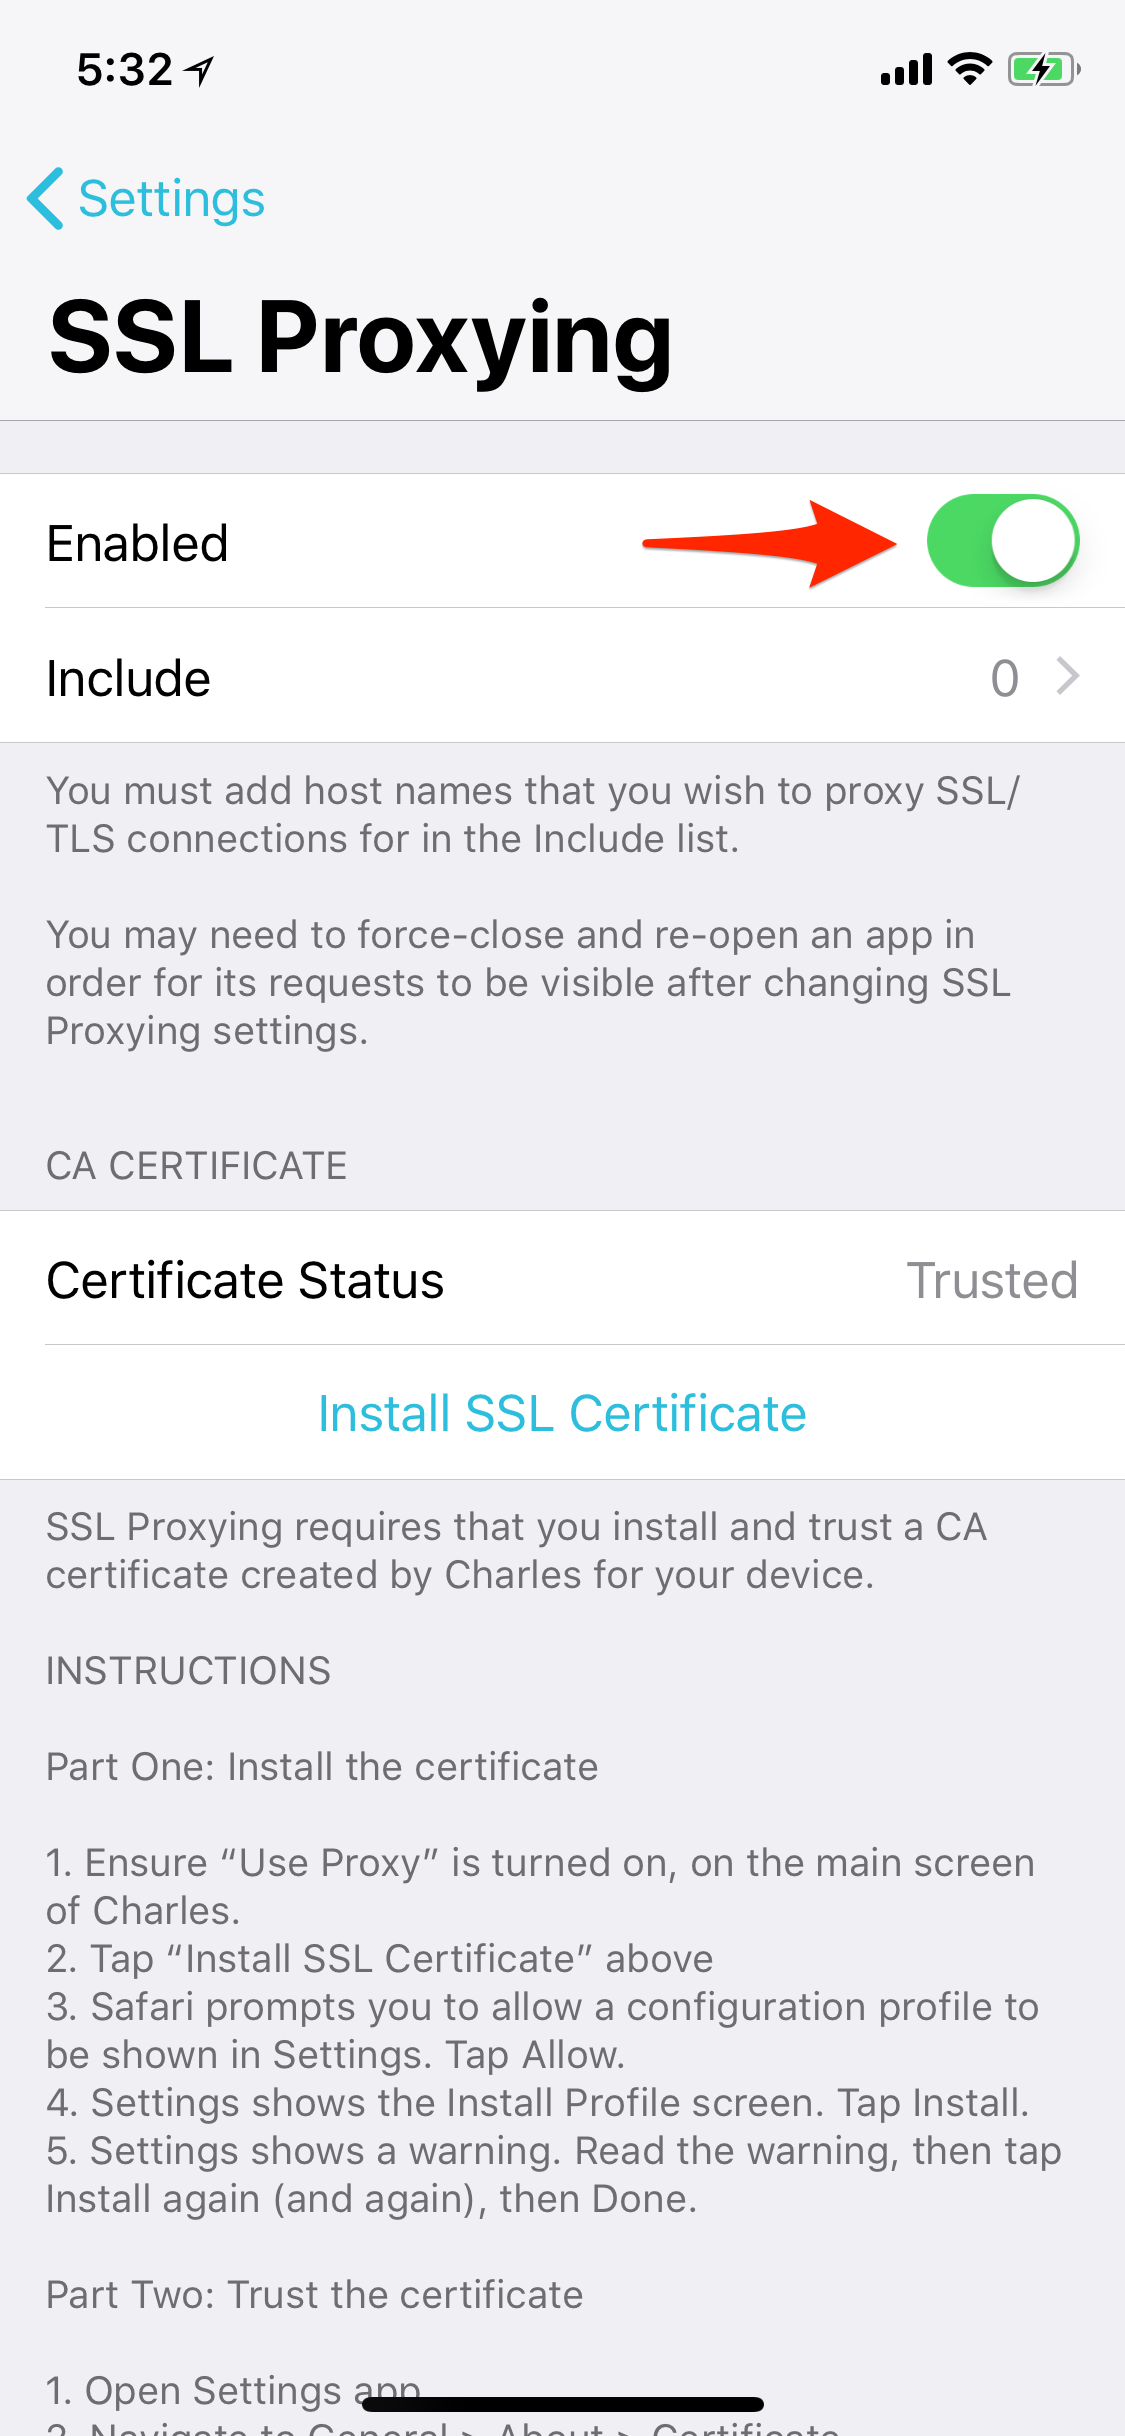 5:32
Settings
SSL Proxying
Enabled
Include 0
You must add host names that you wish to proxy SSL/
TLS connections for in the Include list.
You may need to force-close and re-open an app in
order for its requests to be visible after changing SSL
Proxying settings.
CA CERTIFICATE
Certificate Status Trusted
Install SSL Certificate
SSL Proxying requires that you install and trust a CA
certificate created by Charles for your device.
INSTRUCTIONS
Part One: Install the certificate
1. Ensure “Use Proxy” is turned on, on the main screen
of Charles.
2. Tap “Install SSL Certificate” above
3. Safari prompts you to allow a configuration profile to
be shown in Settings. Tap Allow.
4. Settings shows the Install Profile screen. Tap Install.
5. Settings shows a warning. Read the warning, then tap
Install again (and again), then Done.
Part Two: Trust the certificate
1. Open Settings app
2. Navigate to General > About > Certificate